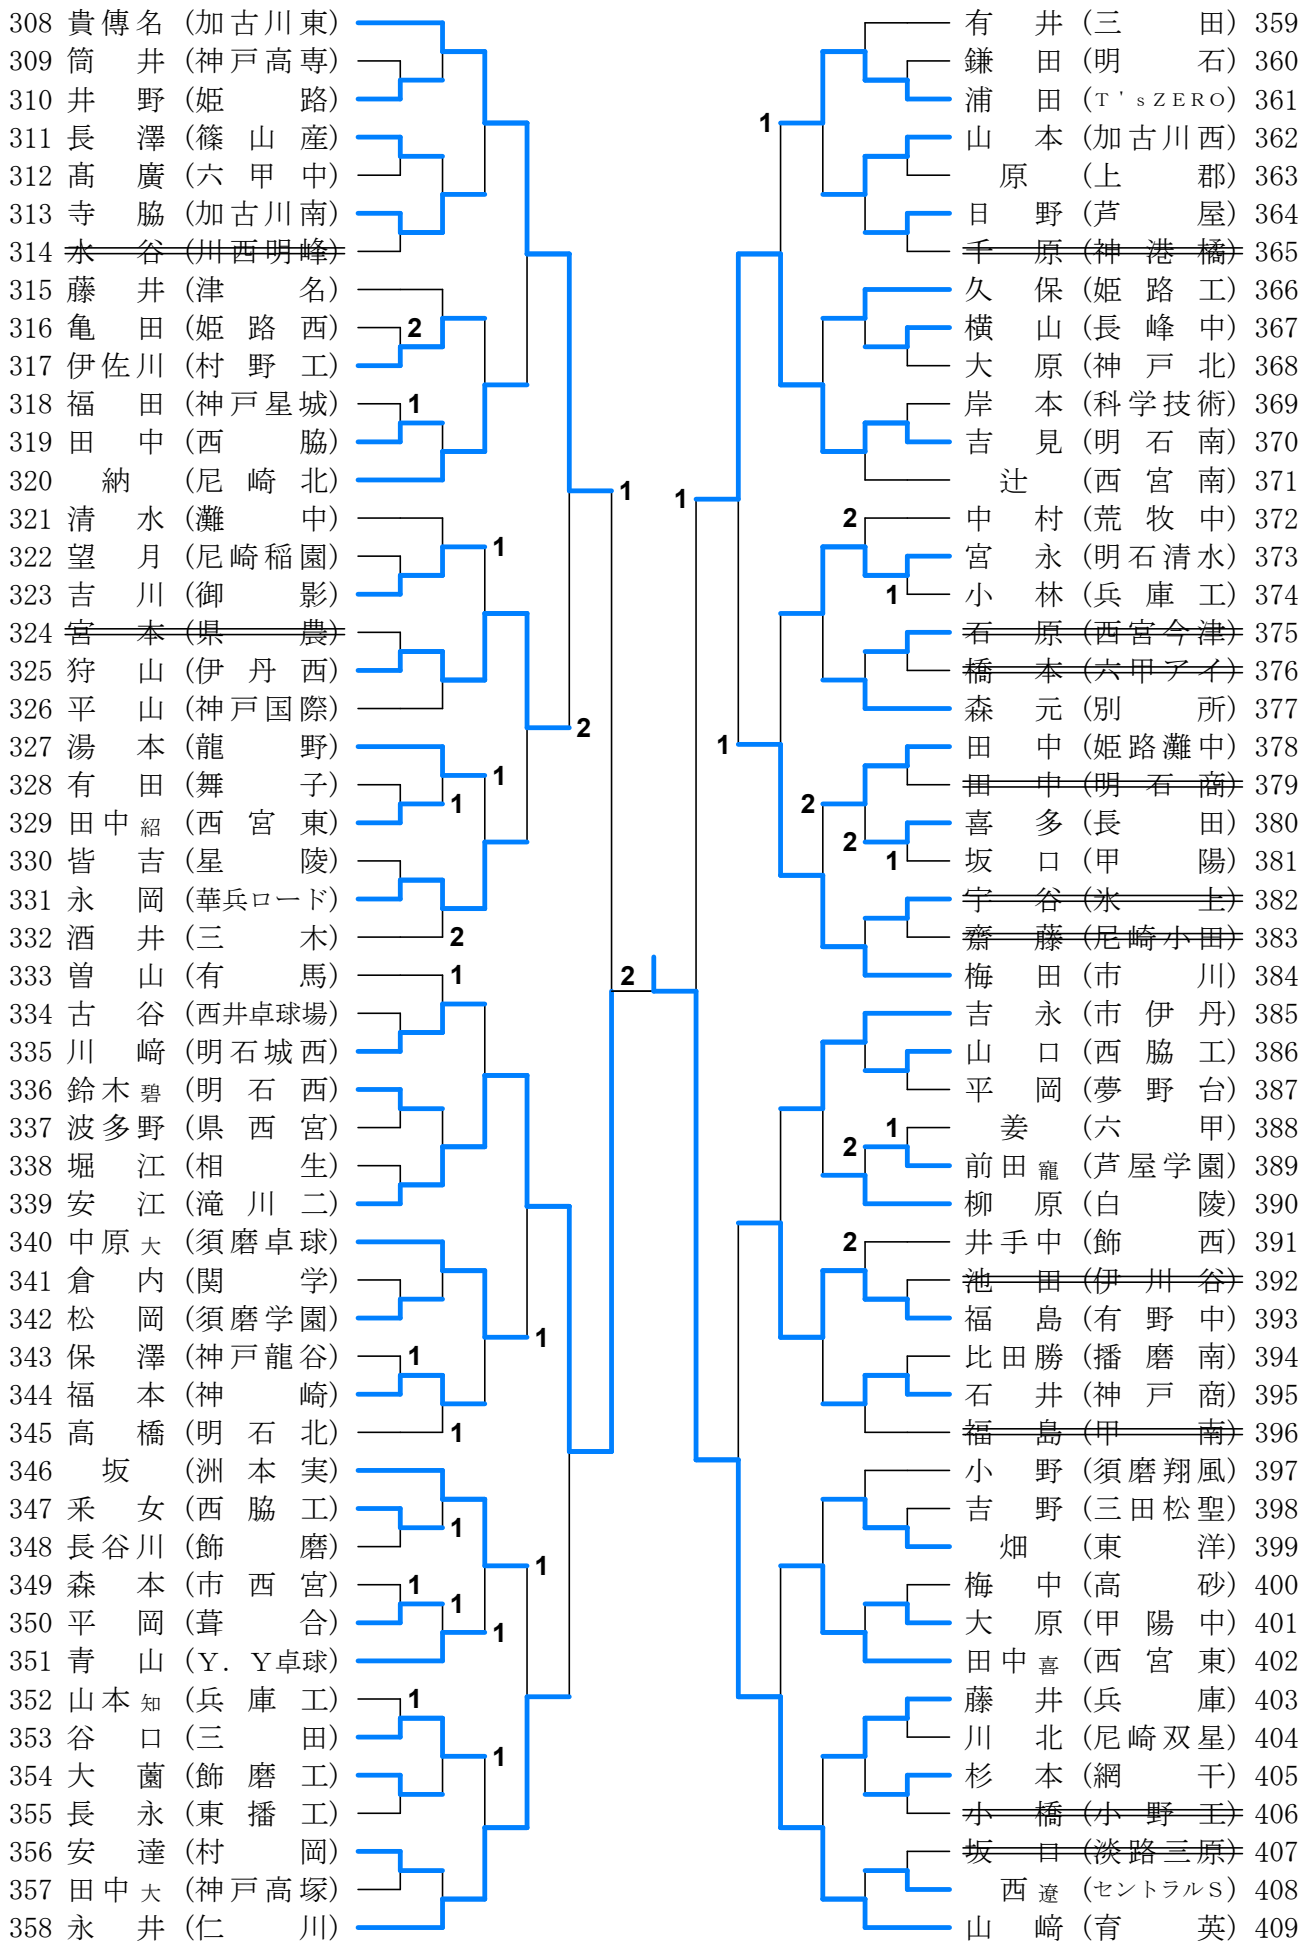 308 貴傳名 (加古川東)
309 筒井 (神戸高専)
310 井野 (姫路)
311 長澤 (篠山産)
312 髙廣 (六甲中)
313 寺脇 (加古川南)
314 水谷 (川西明峰)
315 藤井 (津名)
316 亀田 (姫路西) 2
317 伊佐川 (村野工)
318 福田 (神戸星城) 1
319 田中 (西脇)
320 納 (尼崎北)
1
321 清水 (灘中)
1
322 望月 (尼崎稲園)
323 吉川 (御影)
324 宮本 (県農)
325 狩山 (伊丹西)
326 平山 (神戸国際)
2
327 湯本 (龍野)
1
328 有田 (舞子)
1
329 田中紹 (西宮東)
330 皆吉 (星陵)
331 永岡 (華兵ロード)
332 酒井 (三木) 2
333 曽山 (有馬) 1
2
334 古谷 (西井卓球場)
335 川﨑 (明石城西)
336 鈴木碧 (明石西)
337 波多野 (県西宮)
338 堀江 (相生)
339 安江 (滝川二)
340 中原大 (須磨卓球)
341 倉内 (関学)
342 松岡 (須磨学園)
1
343 保澤 (神戸龍谷) 1
344 福本 (神崎)
345 高橋 (明石北) 1
346 坂 (洲本実)
347 釆女 (西脇工)
1
348 長谷川 (飾磨)
1
349 森本 (市西宮) 1
1
350 平岡 (葺合)
1
351 青山 (Y．Y卓球)
352 山本知 (兵庫工) 1
353 谷口 (三田)
1
354 大薗 (飾磨工)
355 長永 (東播工)
356 安達 (村岡)
357 田中大 (神戸高塚)
358 永井 (仁川)
有井 (三田) 359
鎌田 (明石) 360
浦田 (T'sZERO) 361
1
山本 (加古川西) 362
原 (上郡) 363
日野 (芦屋) 364
千原 (神港橘) 365
久保 (姫路工) 366
横山 (長峰中) 367
大原 (神戸北) 368
岸本 (科学技術) 369
吉見 (明石南) 370
辻 (西宮南) 371
1
2 中村 (荒牧中) 372
宮永 (明石清水) 373
1 小林 (兵庫工) 374
石原 (西宮今津) 375
橋本 (六甲アイ) 376
森元 (別所) 377
1
田中 (姫路灘中) 378
田中 (明石商) 379
2
喜多 (長田) 380
2
1 坂口 (甲陽) 381
宇谷 (氷上) 382
齋藤 (尼崎小田) 383
梅田 (市川) 384
吉永 (市伊丹) 385
山口 (西脇工) 386
平岡 (夢野台) 387
1 姜 (六甲) 388
2
前田寵 (芦屋学園) 389
柳原 (白陵) 390
2 井手中 (飾西) 391
池田 (伊川谷) 392
福島 (有野中) 393
比田勝 (播磨南) 394
石井 (神戸商) 395
福島 (甲南) 396
小野 (須磨翔風) 397
吉野 (三田松聖) 398
畑 (東洋) 399
梅中 (高砂) 400
大原 (甲陽中) 401
田中喜 (西宮東) 402
藤井 (兵庫) 403
川北 (尼崎双星) 404
杉本 (網干) 405
小橋 (小野工) 406
坂口 (淡路三原) 407
西遼 (セントラルS) 408
山﨑 (育英) 409